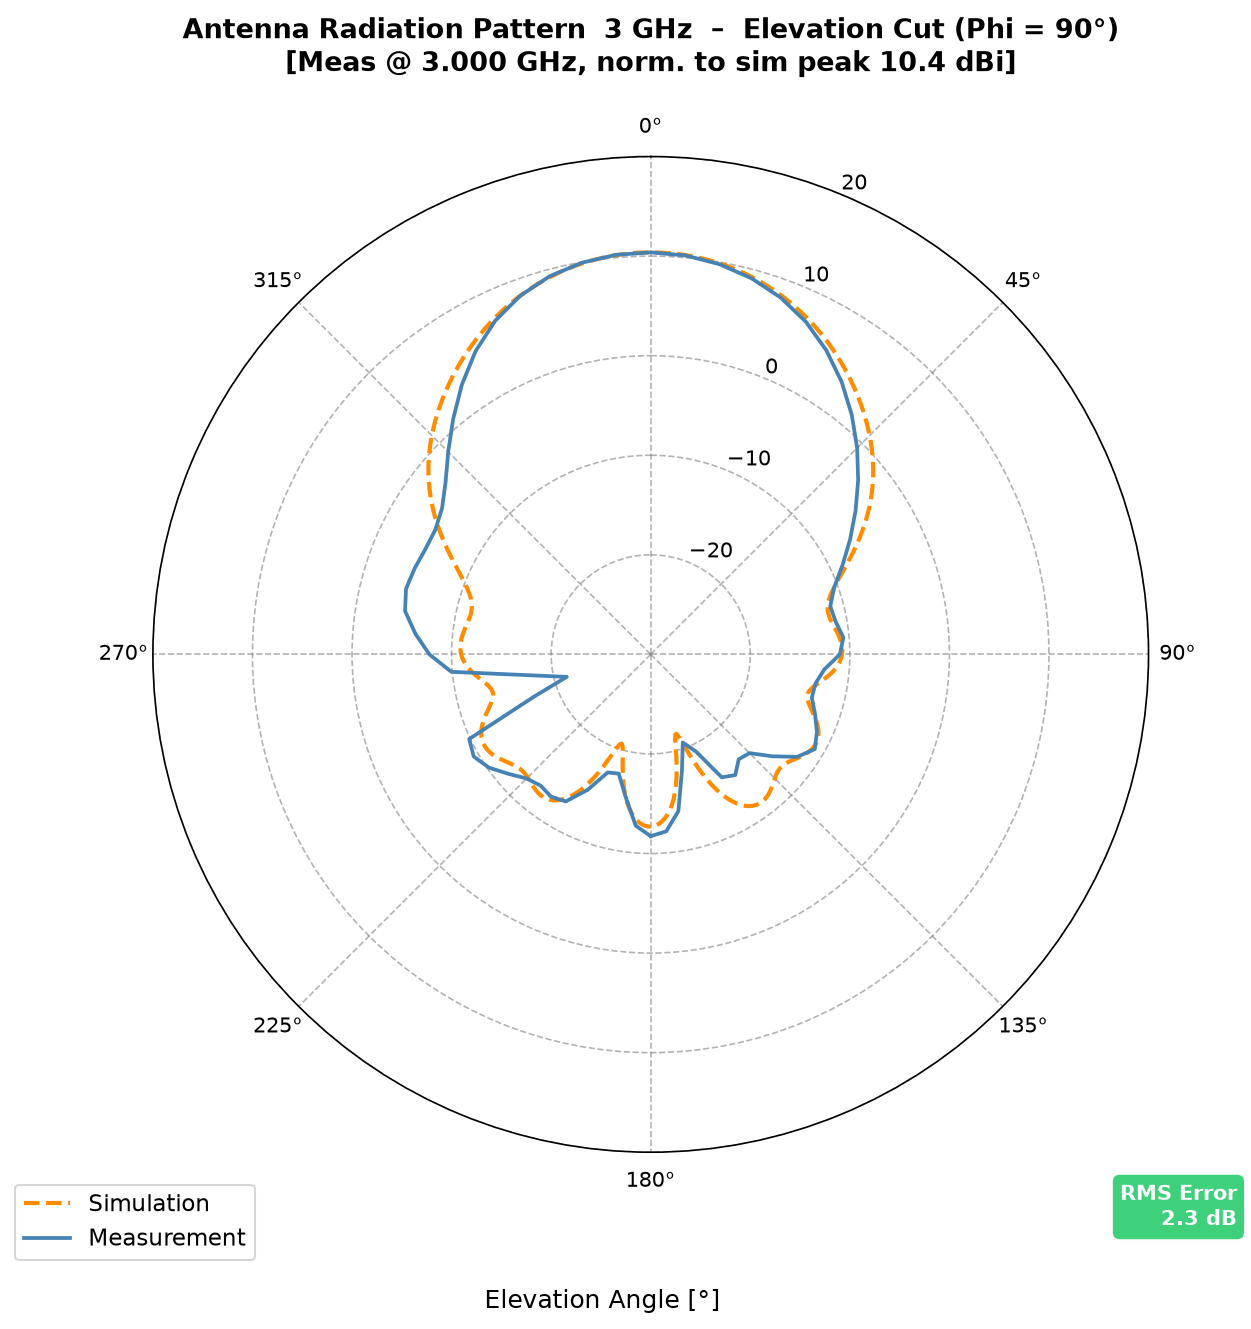 Antenna Radiation Pattern  3 GHz  –  Elevation Cut (Phi = 90°)
[Meas @ 3.000 GHz, norm. to sim peak 10.4 dBi]
0°
20
315°
10
45°
0
−10
−20
270°
90°
225°
135°
180°
Simulation
Measurement
RMS Error
2.3 dB
Elevation Angle [°]